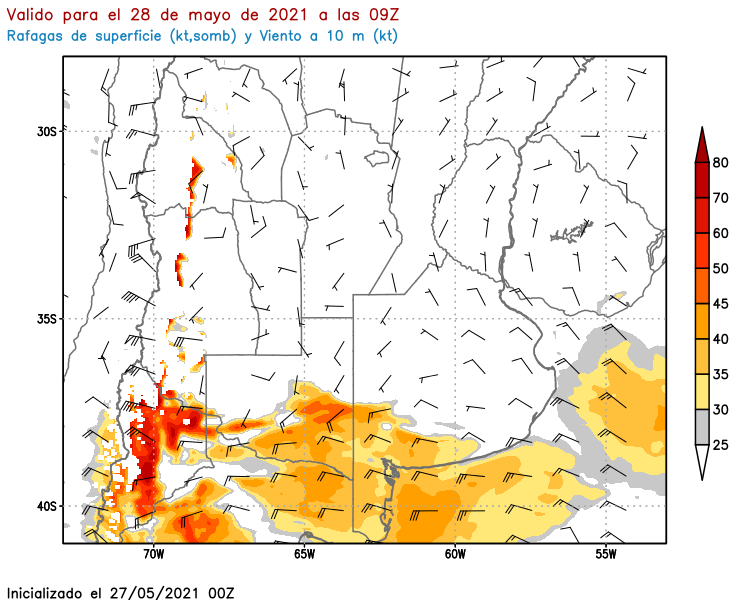 Valido para el 28 de mayo de 2021 a las 09Z
Rafagas de superficie (kt,somb) y Viento a 10 m (kt)
30S
35S
40S
70W
65W
60W
55W
80
70
60
50
45
40
35
30
25
Inicializado el 27/05/2021 00Z